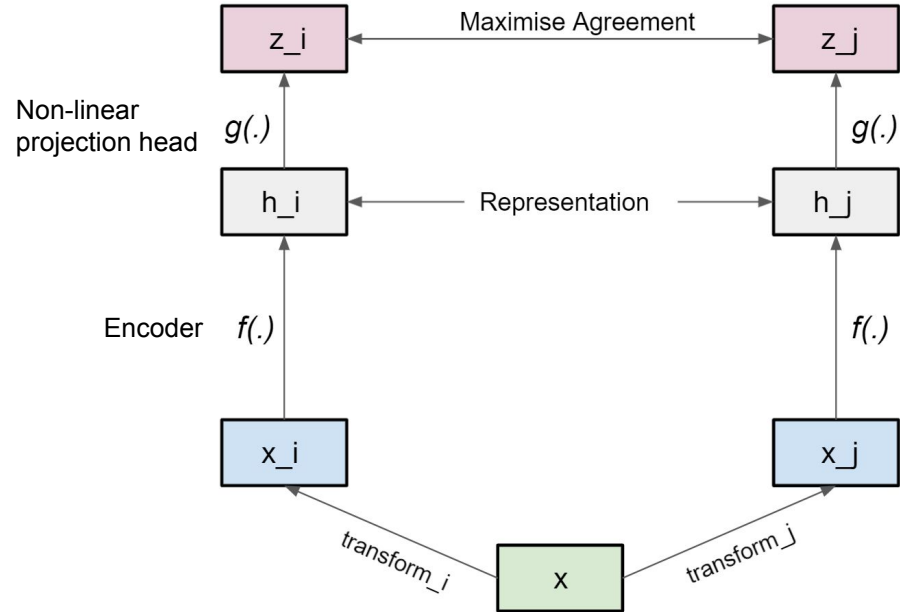 z_i
Maximise Agreement
z_j
Non-linear
projection head
g(.)
g(.)
h_i
Representation
h_j
Encoder
f(.)
f(.)
x_i
x_j
transform_i
x
transform_j